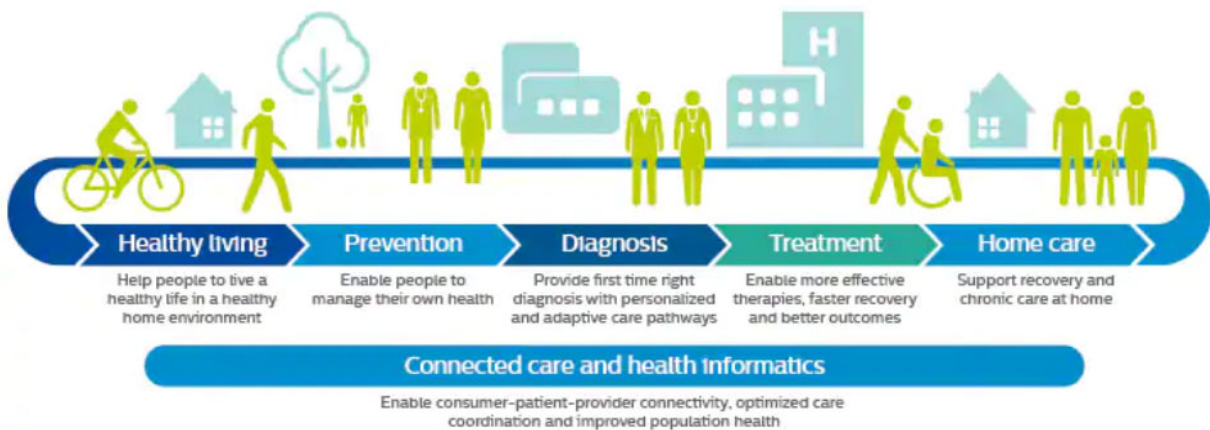 H
Healthy living
Prevention
Diagnosis
Treatment
Home care
Help people to live a
healthy life in a healthy
home environment
Enable people to
manage their own health
Provide first time right
diagnosis with personalized
and adaptive care pathways
Enable more effective
therapies, faster recovery
and better outcomes
Support recovery and
chronic care at home
Connected care and health informatics
Enable consumer-patient-provider connectivity, optimized care
coordination and improved population health